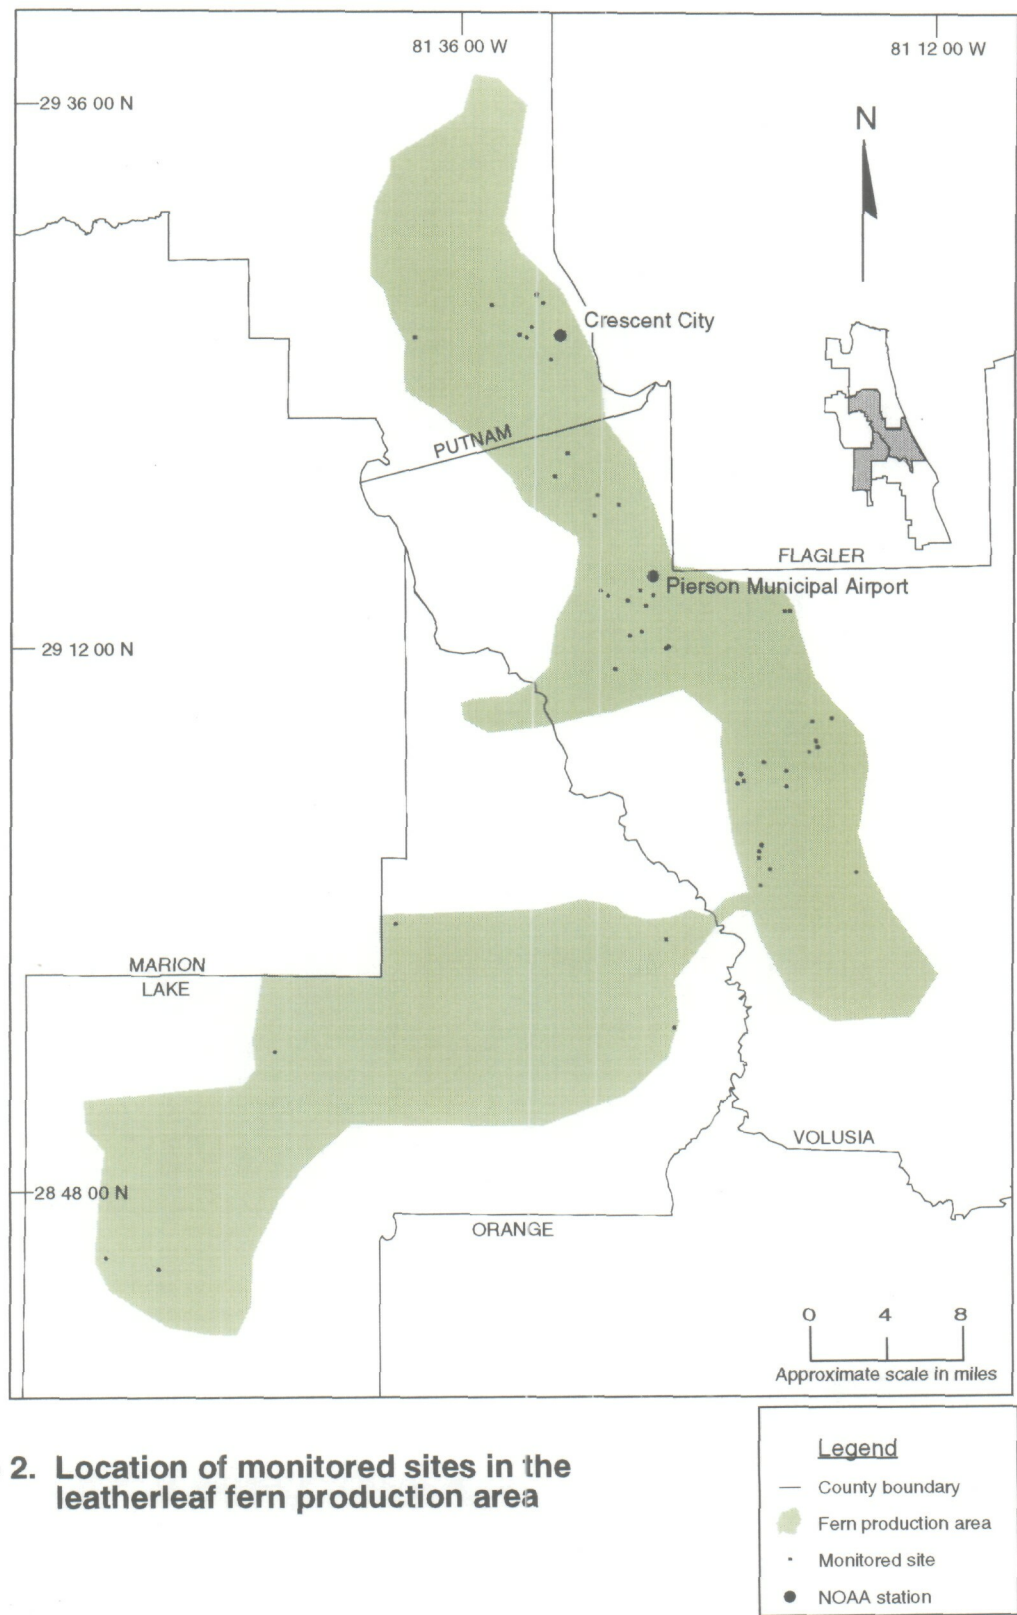 81 36 00 W
81 12 00 W
29 36 00 N
N
Crescent City
PUTNAM
FLAGLER
Pierson Municipal Airport
29 12 00 N
MARION
LAKE
VOLUSIA
28 48 00 N
ORANGE
0 4 8
Approximate scale in miles
2. Location of monitored sites in the
leatherleaf fern production area
Legend
County boundary
Fern production area
Monitored site
NOAA station